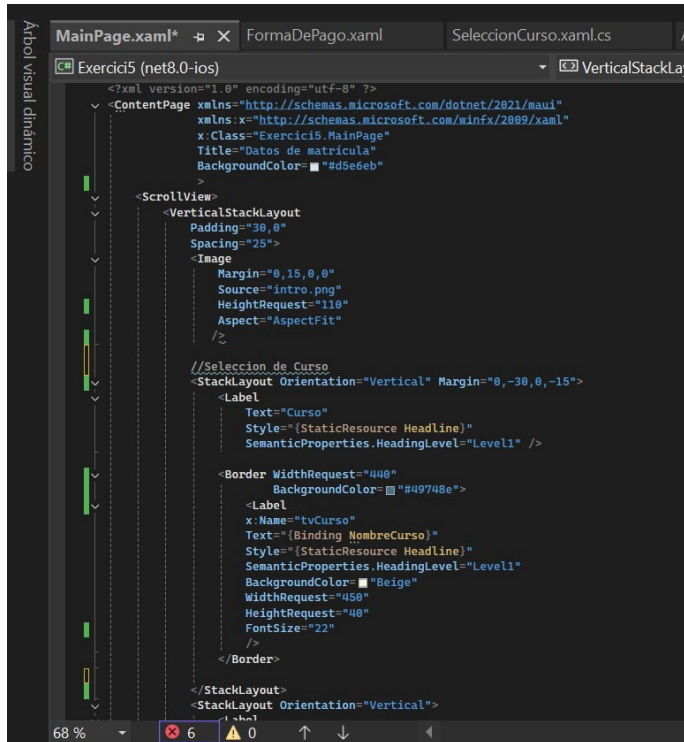 Árbol visual dinámico
MainPage.xaml* FormaDePago.xaml SeleccionCurso.xaml.cs
C# Exercici5 (net8.0-ios) VerticalStackLay
<?xml version="1.0" encoding="utf-8" ?>
<ContentPage xmlns="http://schemas.microsoft.com/dotnet/2021/maui"
xmlns:x="http://schemas.microsoft.com/winfx/2009/xaml"
x:Class="Exercici5.MainPage"
Title="Datos de matricula"
BackgroundColor="#d5e6eb"
>
<ScrollView>
<VerticalStackLayout
Padding="30,0"
Spacing="25">
<Image
Margin="0,15,0,0"
Source="intro.png"
HeightRequest="110"
Aspect="AspectFit"
/>
//Seleccion de Curso
<StackLayout Orientation="Vertical" Margin="0,-30,0,-15">
<Label
Text="Curso"
Style="{StaticResource Headline}"
SemanticProperties.HeadingLevel="Level1" />
<Border WidthRequest="440"
BackgroundColor="#49748e">
<Label
x:Name="tvCurso"
Text="{Binding NombreCurso}"
Style="{StaticResource Headline}"
SemanticProperties.HeadingLevel="Level1"
BackgroundColor="Beige"
WidthRequest="450"
HeightRequest="40"
FontSize="22"
/>
</Border>
</StackLayout>
<StackLayout Orientation="Vertical">
<Label
68 % 6 0